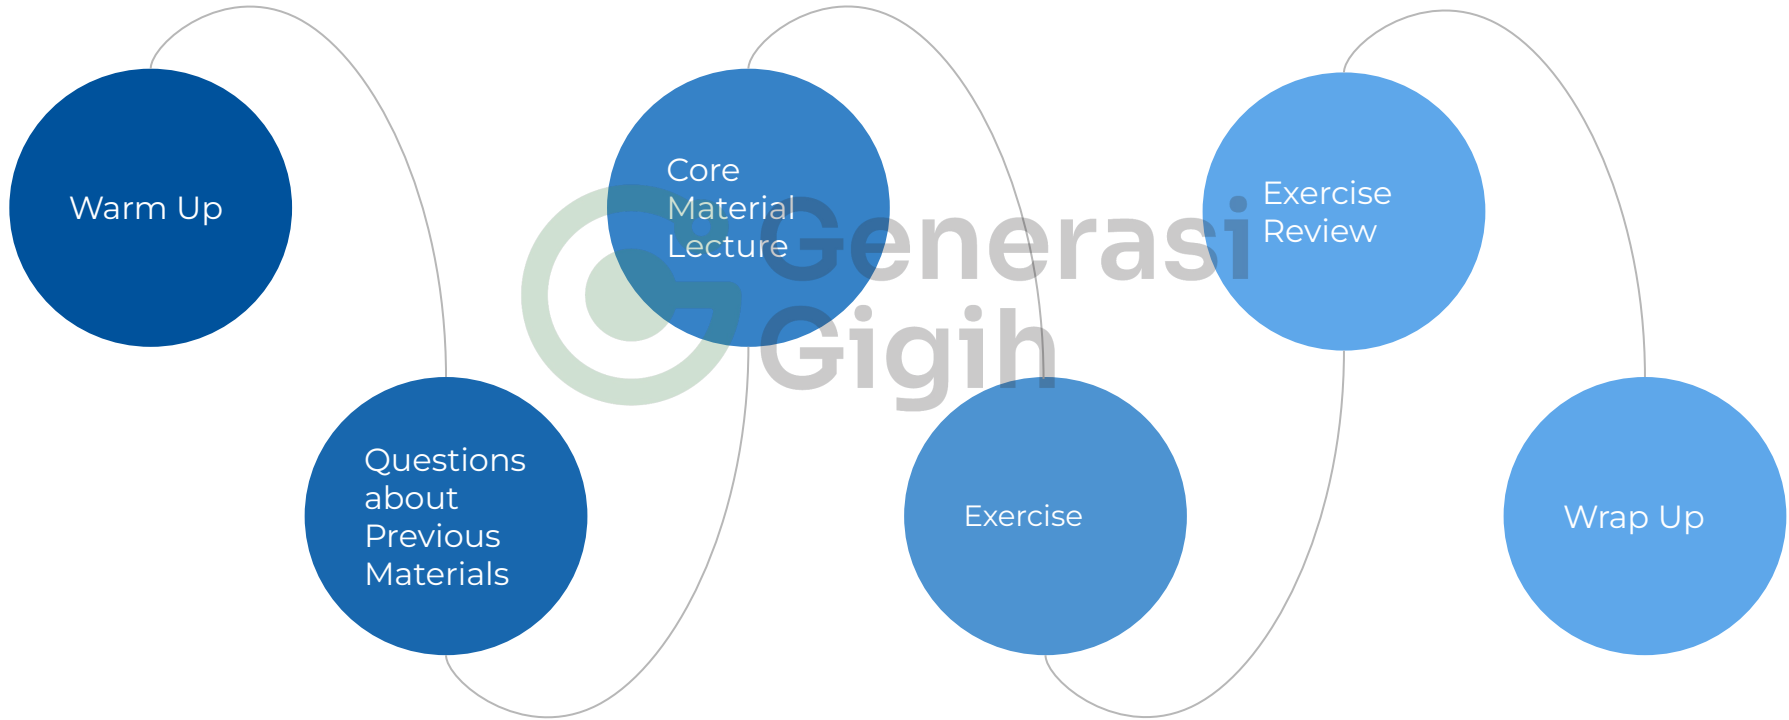 Warm Up
Questions
about
Previous
Materials
Core
Material
Lecture
Generasi
Gigih
Exercise
Exercise
Review
Wrap Up